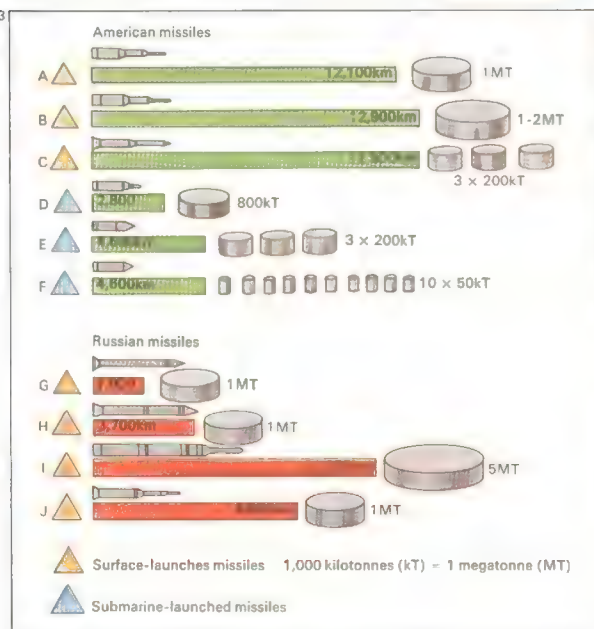 3
American missiles
A 12,100km 1MT
B 12,900km 1-2MT
C 3 × 200kT
D 2,800 800kT
E 3 × 200kT
F 4,600km 10 × 50kT
Russian missiles
G 1MT
H 3,700km 1MT
I 5MT
J 1MT
Surface-launches missiles 1,000 kilotonnes (kT) = 1 megatonne (MT)
Submarine-launched missiles